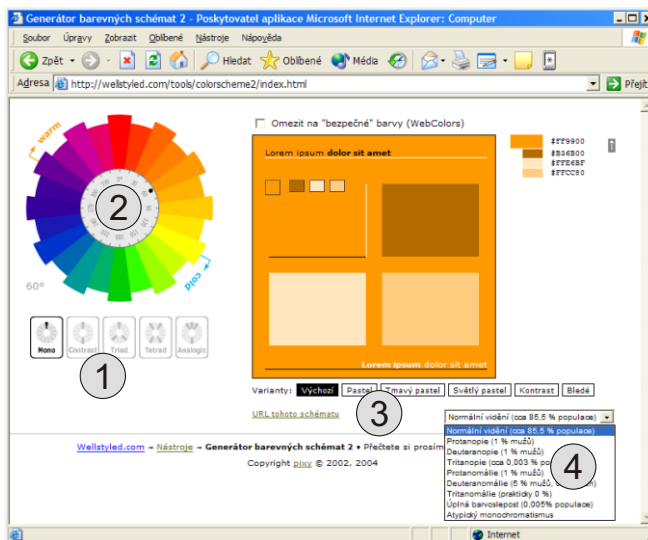 Generátor barevných schémat 2 - Poskytovatel aplikace Microsoft Internet Explorer: Computer
Soubor Úpravy Zobrazit Oblíbené Nástroje Nápověda
Zpět Hledat Oblíbené Média
Adresa http://wellstyled.com/tools/colorscheme2/index.html Přejít
warm
cold
60°
2
Mono Contrast Triad Tetrad Analogic
1
Omezit na "bezpečné" barvy (WebColors)
Lorem ipsum dolor sit amet
Lorem ipsum dolor sit amet
#FF9900
#B36B00
#FFE6BF
#FFCC80
Varianty: Výchozí Pastel Tmavý pastel Světlý pastel Kontrast Bledé
3
URL tohoto schématu
Normální vidění (cca 85,5 % populace)
Normální vidění (cca 85,5 % populace)
Protanopie (1 % mužů)
Deuteranopie (1 % mužů)
Tritanopie (cca 0,003 % po
Protanomálie (1 % mužů)
Deuteranomálie (5 % mužů,
Tritanomálie (prakticky 0 %)
Úplná barvoslepost (0,005% populace)
Atypický monochromatismus
4
Wellstyled.com → Nástroje → Generátor barevných schémat 2 • Přečtete si prosím
Copyright pixy © 2002, 2004
Internet